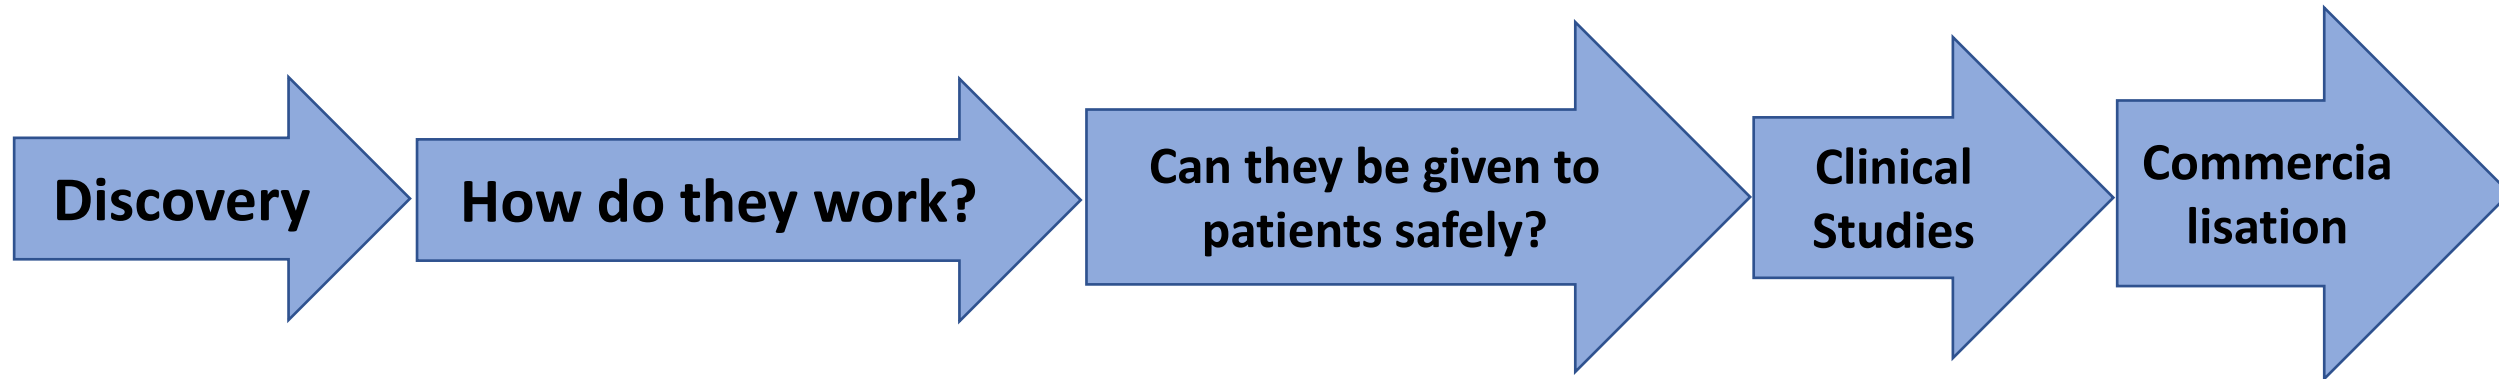 Discovery
How do they work?
Can they be given to
patients safely?
Clinical
Studies
Commercia
lisation